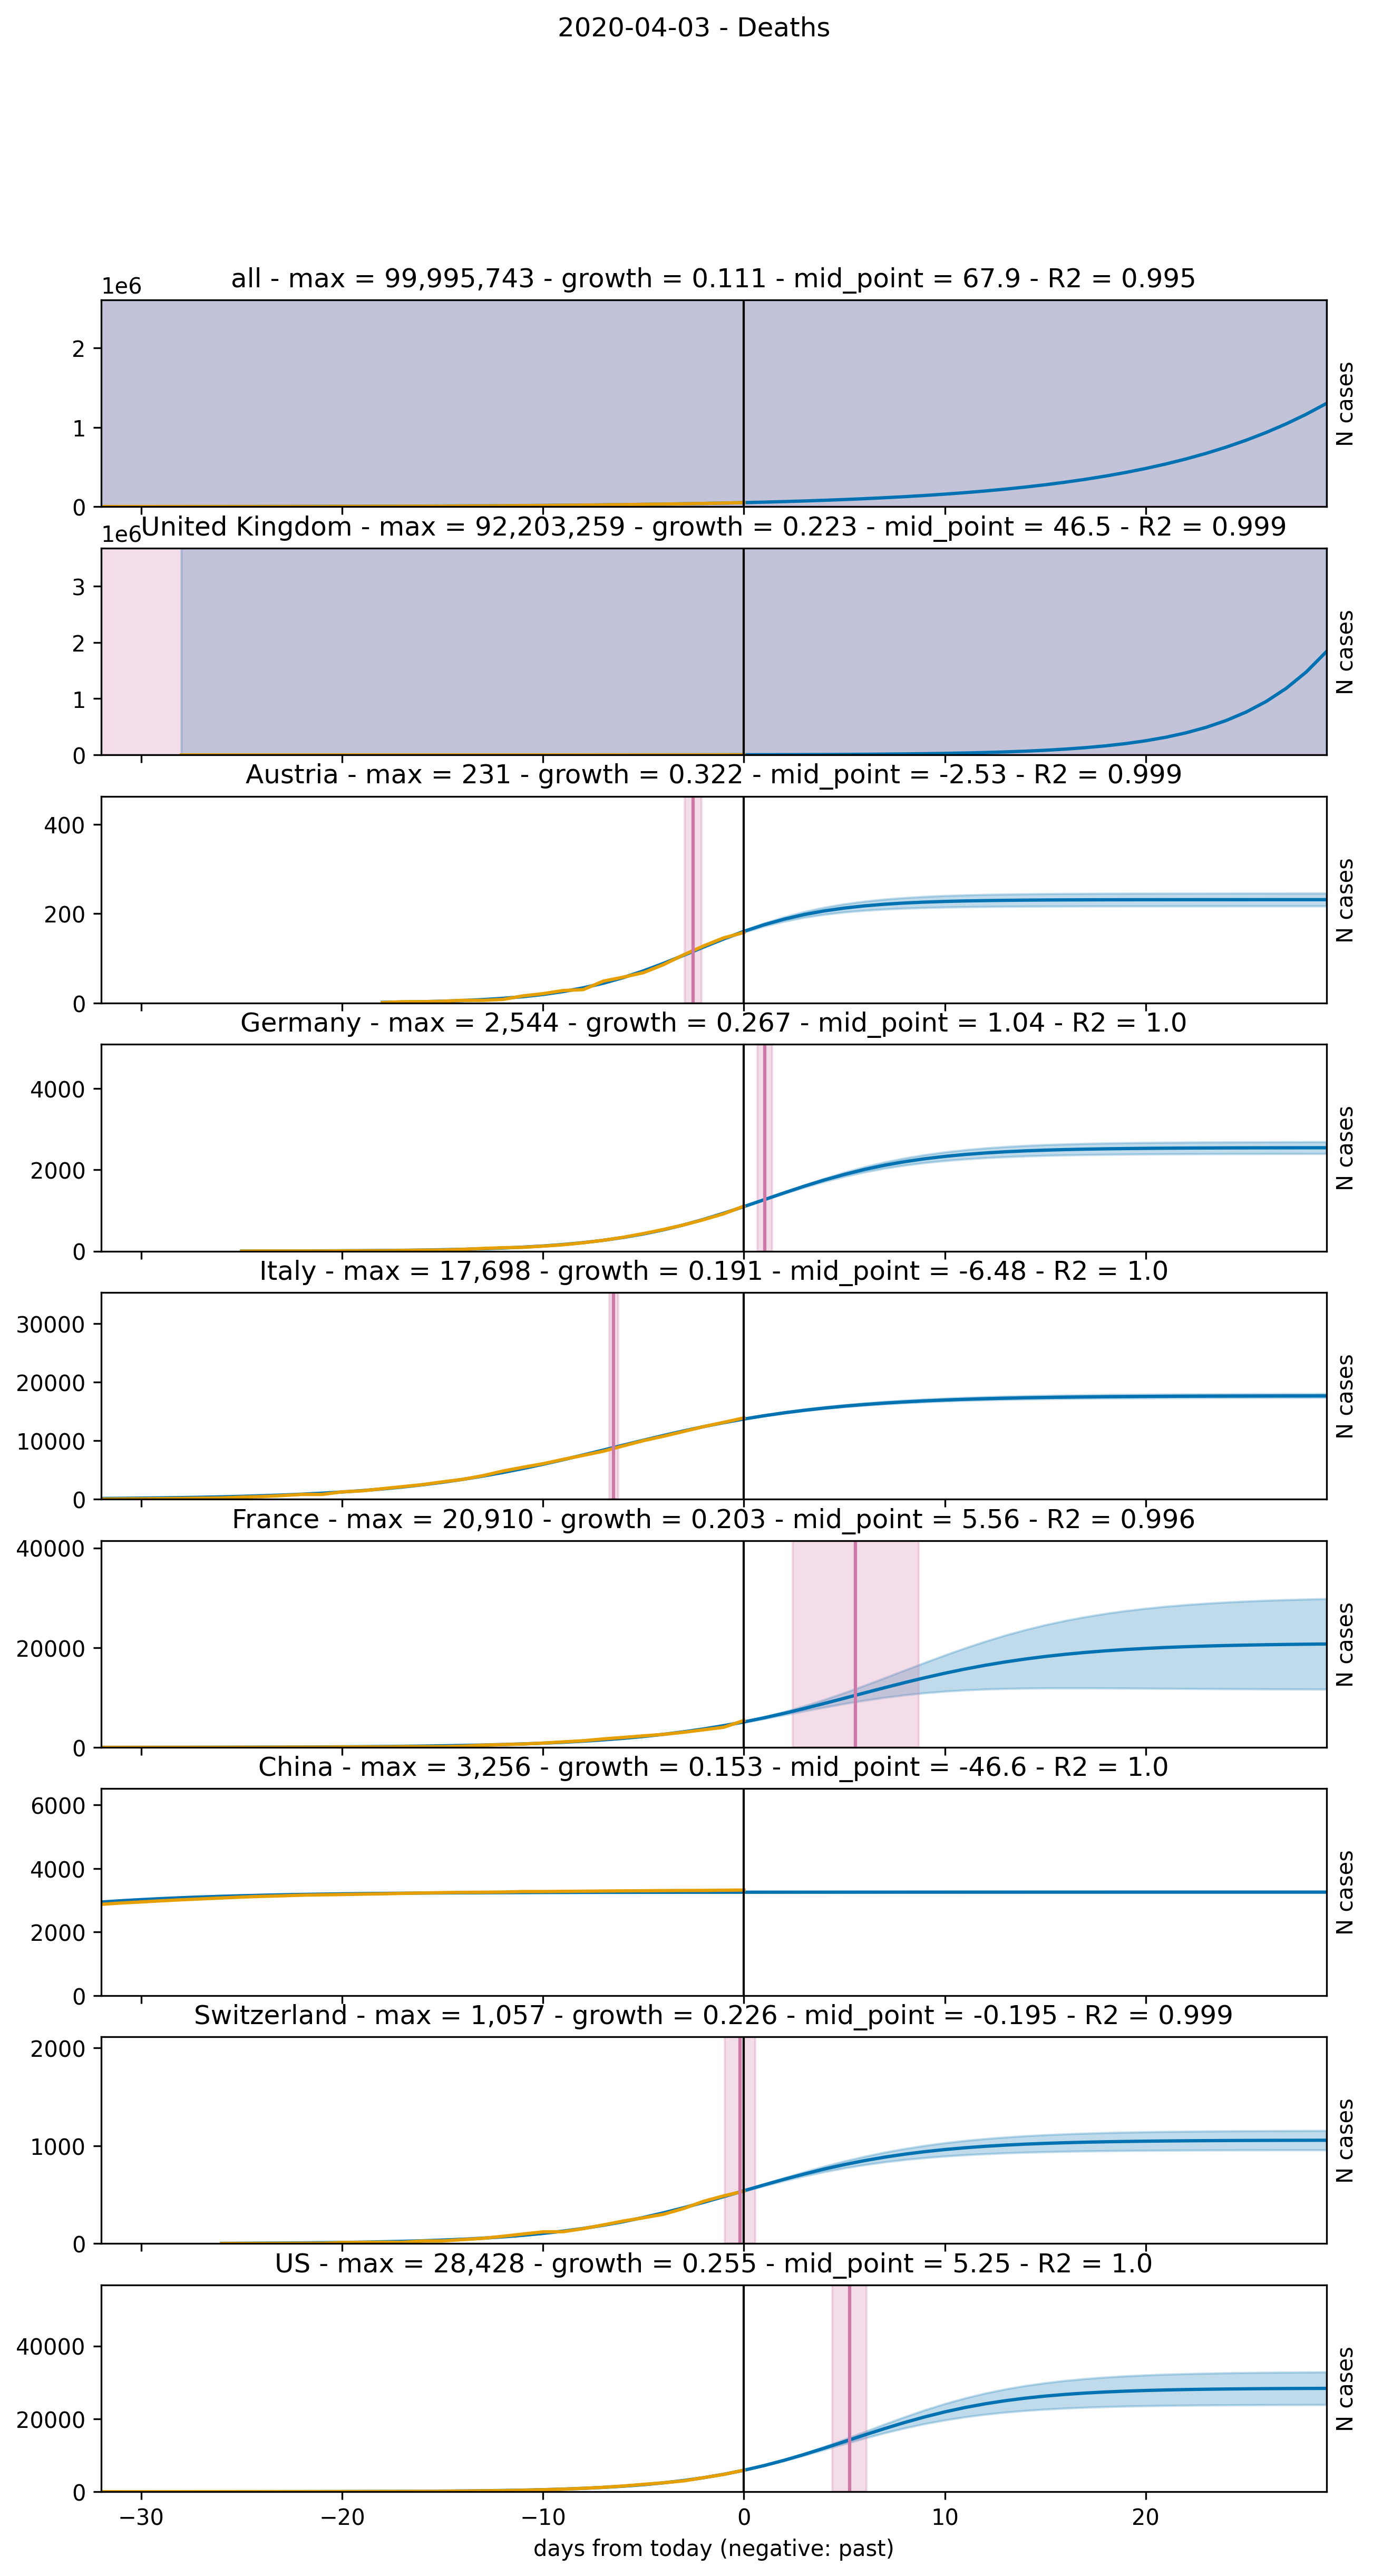 2020-04-03 - Deaths
all - max = 99,995,743 - growth = 0.111 - mid_point = 67.9 - R2 = 0.995
1e6
2
1
0
N cases
United Kingdom - max = 92,203,259 - growth = 0.223 - mid_point = 46.5 - R2 = 0.999
1e6
3
2
1
0
N cases
Austria - max = 231 - growth = 0.322 - mid_point = -2.53 - R2 = 0.999
400
200
0
N cases
Germany - max = 2,544 - growth = 0.267 - mid_point = 1.04 - R2 = 1.0
4000
2000
0
N cases
Italy - max = 17,698 - growth = 0.191 - mid_point = -6.48 - R2 = 1.0
30000
20000
10000
0
N cases
France - max = 20,910 - growth = 0.203 - mid_point = 5.56 - R2 = 0.996
40000
20000
0
N cases
China - max = 3,256 - growth = 0.153 - mid_point = -46.6 - R2 = 1.0
6000
4000
2000
0
N cases
Switzerland - max = 1,057 - growth = 0.226 - mid_point = -0.195 - R2 = 0.999
2000
1000
0
N cases
US - max = 28,428 - growth = 0.255 - mid_point = 5.25 - R2 = 1.0
40000
20000
0
N cases
−30 −20 −10 0 10 20
days from today (negative: past)